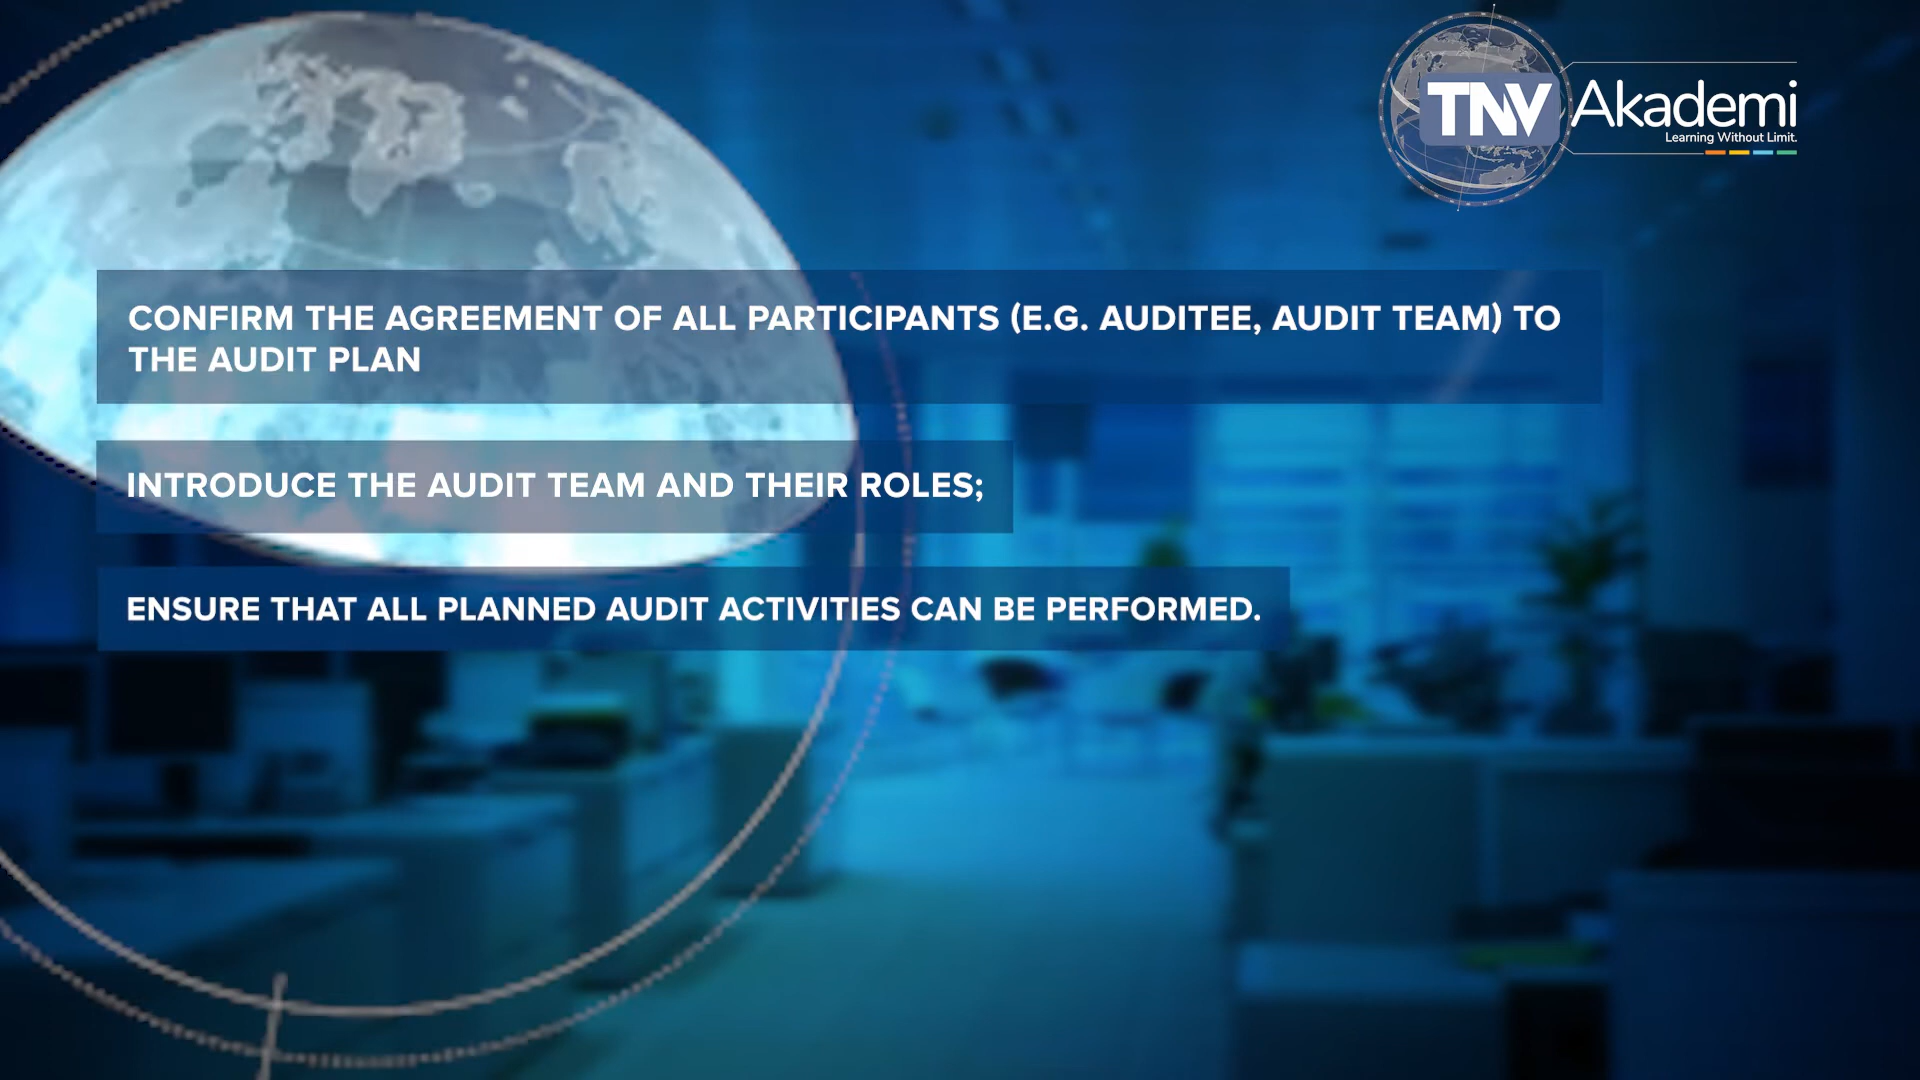 TNV Akademi
Learning Without Limit.
CONFIRM THE AGREEMENT OF ALL PARTICIPANTS (E.G. AUDITEE, AUDIT TEAM) TO
THE AUDIT PLAN
INTRODUCE THE AUDIT TEAM AND THEIR ROLES;
ENSURE THAT ALL PLANNED AUDIT ACTIVITIES CAN BE PERFORMED.